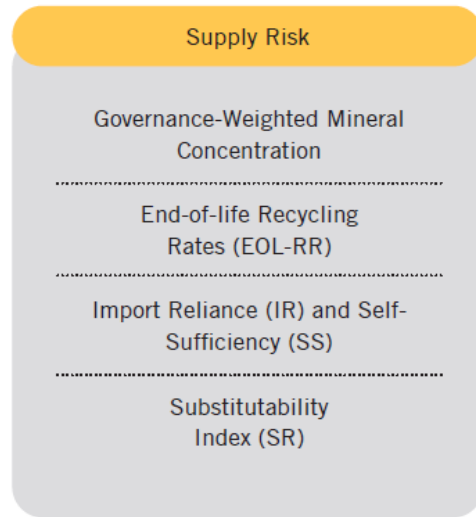 Supply Risk
Governance-Weighted Mineral
Concentration
End-of-life Recycling
Rates (EOL-RR)
Import Reliance (IR) and Self-
Sufficiency (SS)
Substitutability
Index (SR)